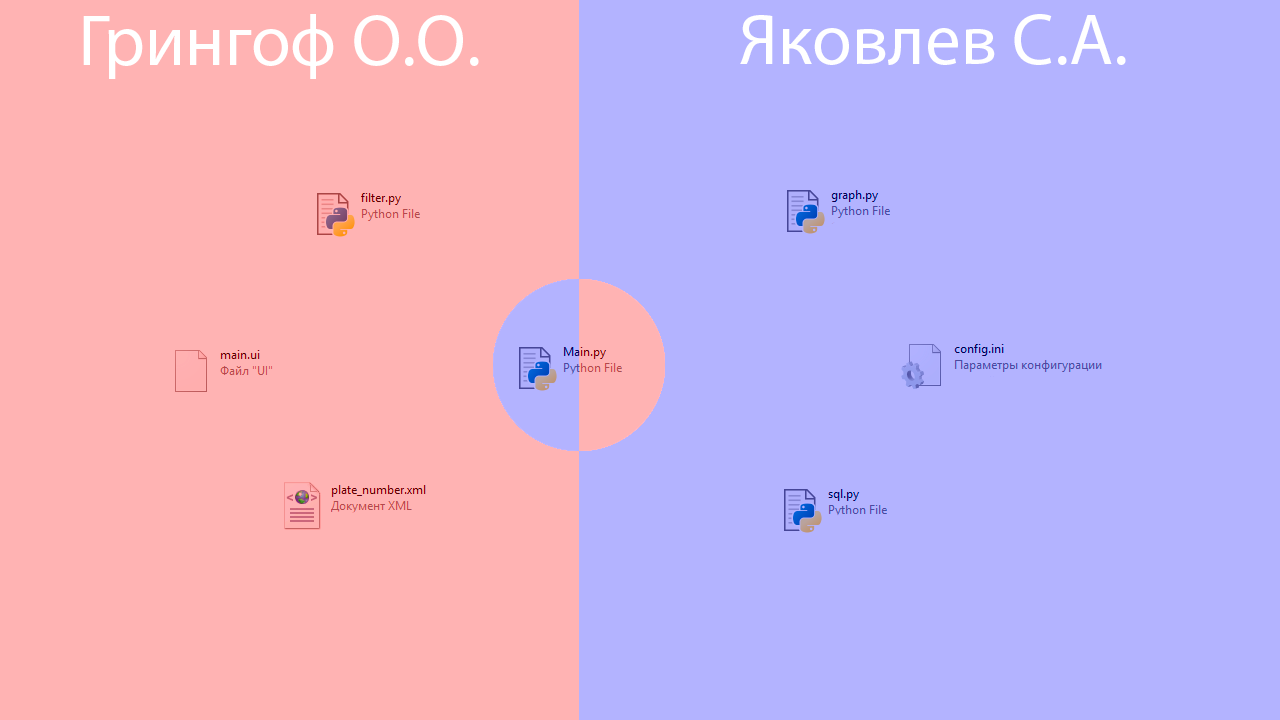 Грингоф О.О.
Яковлев С.А.
filter.py
Python File
graph.py
Python File
main.ui
Файл "UI"
Main.py
Python File
config.ini
Параметры конфигурации
plate_number.xml
Документ XML
sql.py
Python File